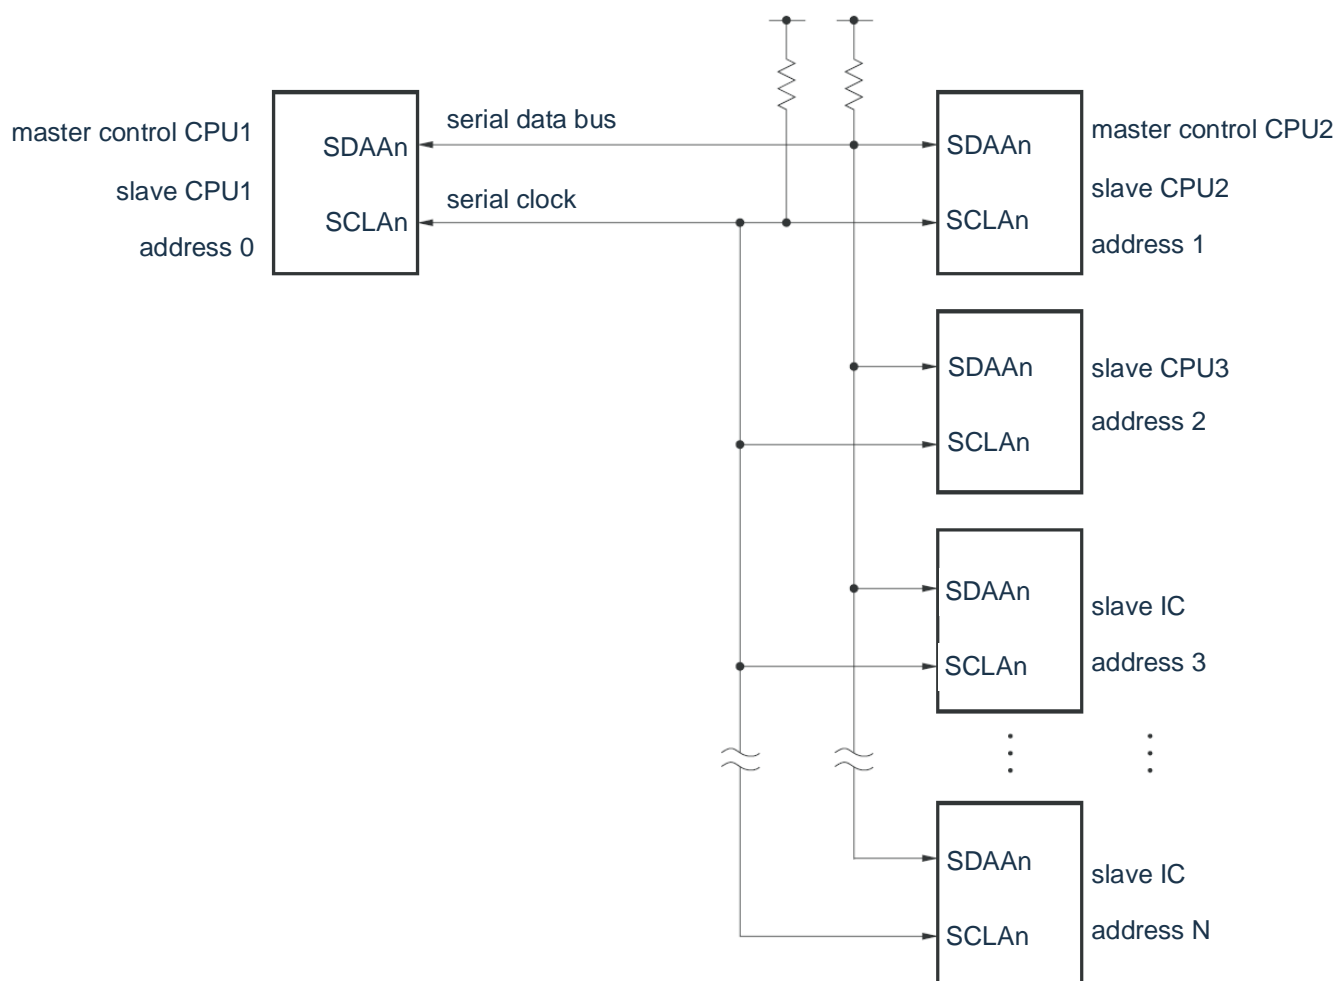 serial data bus
master control CPU1
SDAAn
SDAAn
master control CPU2
slave CPU1
serial clock
slave CPU2
SCLAn
SCLAn
address 0
address 1
SDAAn
slave CPU3
SCLAn
address 2
SDAAn
slave IC
SCLAn
address 3
SDAAn
slave IC
SCLAn
address N